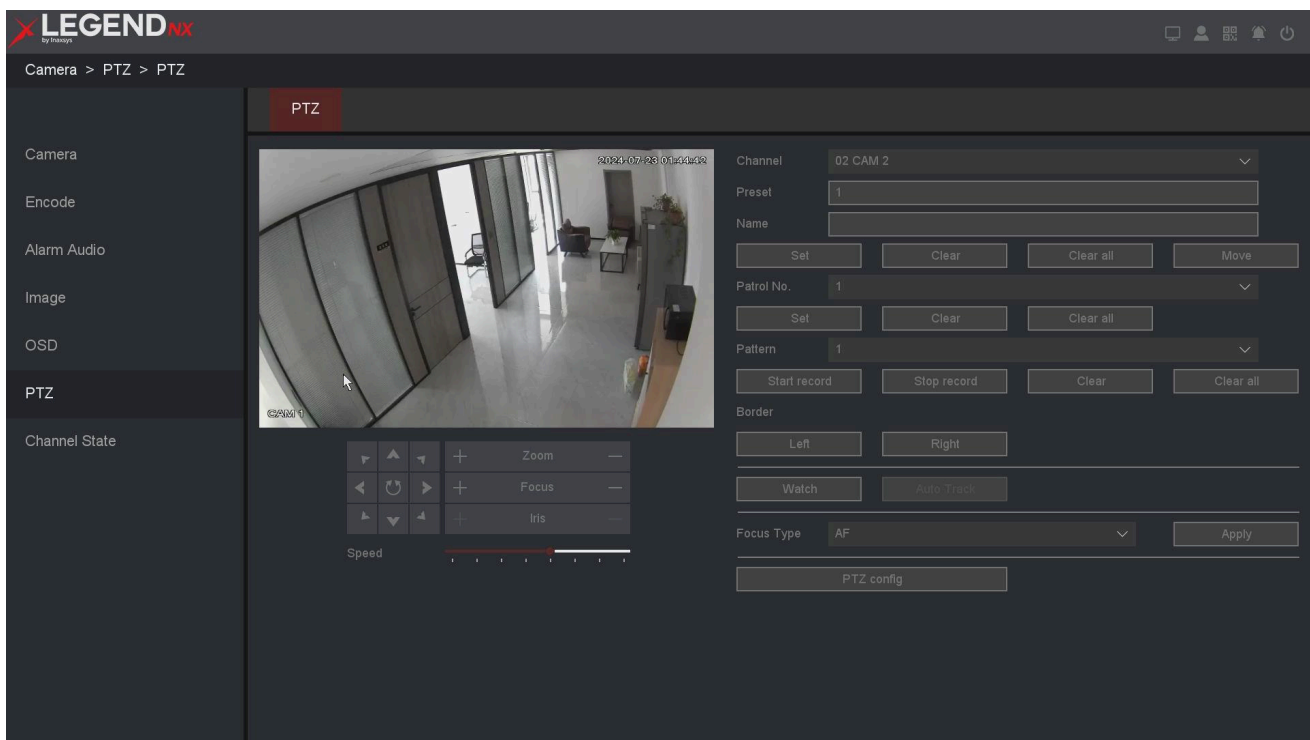 LEGENDNX
by Inaxsys
Camera > PTZ > PTZ
PTZ
Camera
Encode
Alarm Audio
Image
OSD
PTZ
Channel State
2024-07-23 01:44:42
CAM 1
Zoom
Focus
Iris
Speed
Channel 02 CAM 2
Preset 1
Name
Set Clear Clear all Move
Patrol No. 1
Set Clear Clear all
Pattern 1
Start record Stop record Clear Clear all
Border
Left Right
Watch Auto Track
Focus Type AF Apply
PTZ config